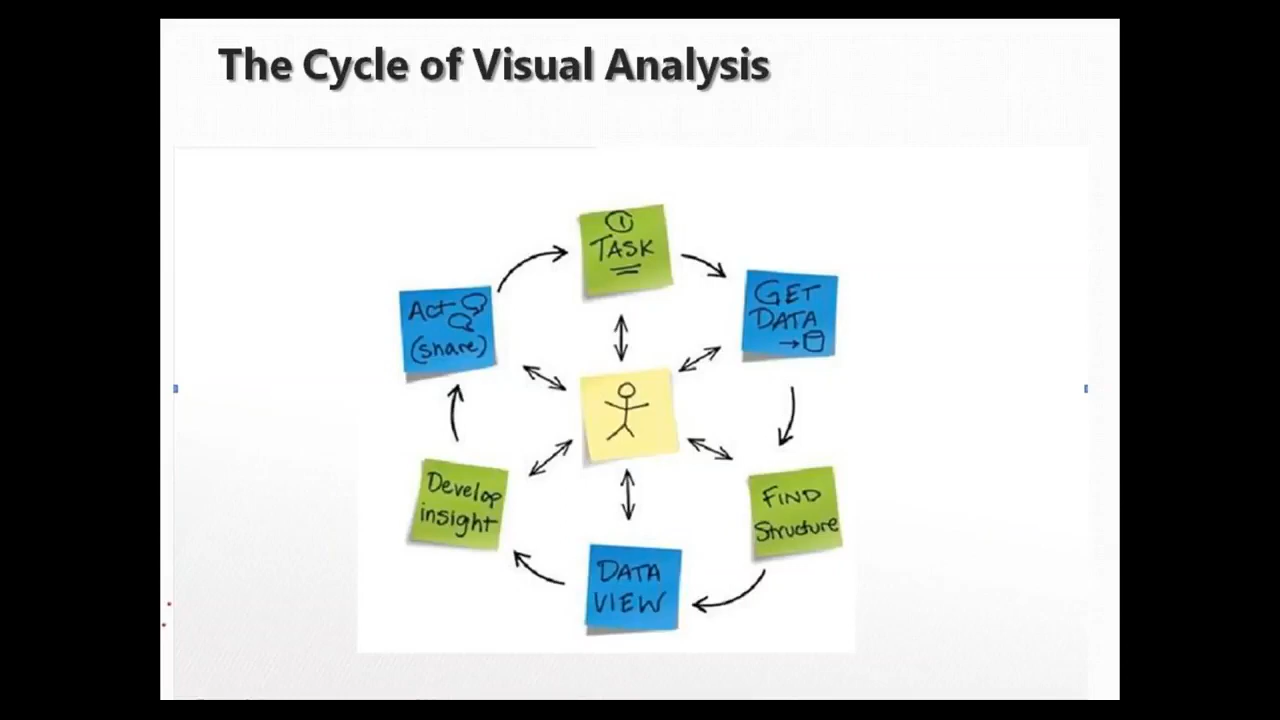 The Cycle of Visual Analysis
1
TASK
GET
DATA
FIND
Structure
DATA
VIEW
Develop
insight
Act
(share)